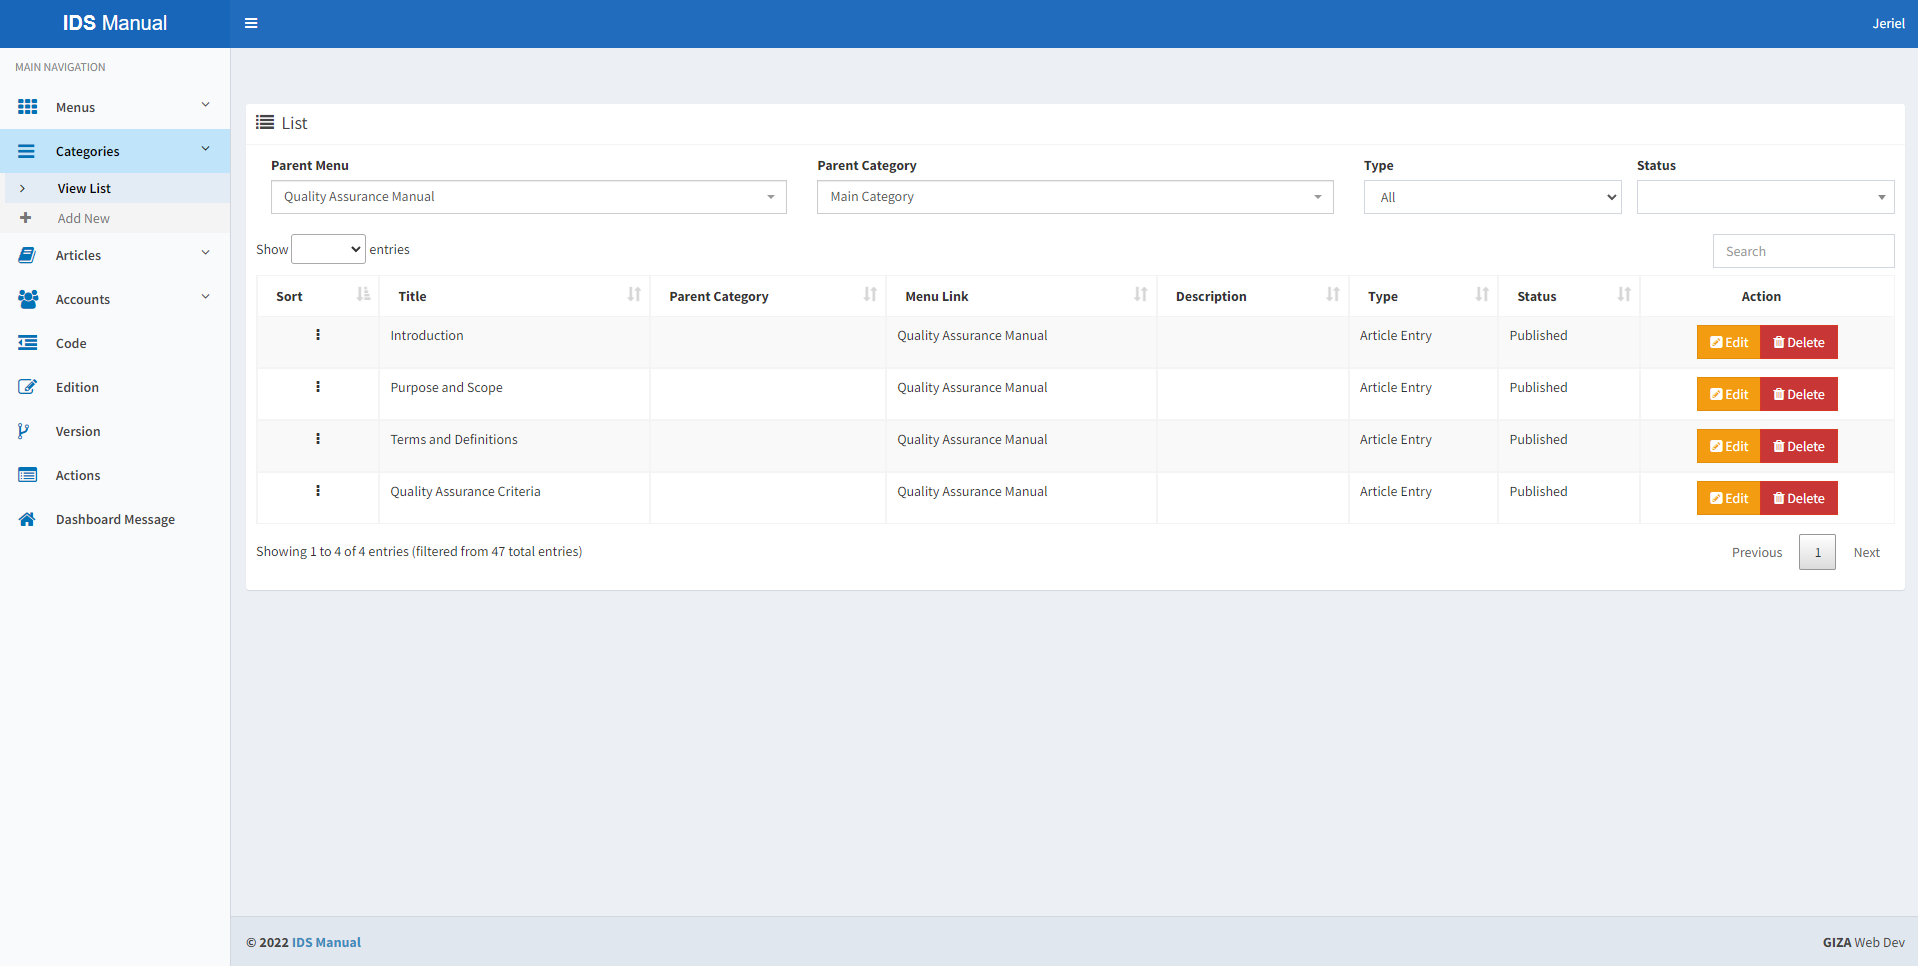 IDS Manual
Jeriel
MAIN NAVIGATION
Menus
Categories
View List
Add New
Articles
Accounts
Code
Edition
Version
Actions
Dashboard Message
List
Parent Menu Parent Category Type Status
Quality Assurance Manual Main Category All
Show entries Search
Sort Title Parent Category Menu Link Description Type Status Action
Introduction Quality Assurance Manual Article Entry Published Edit Delete
Purpose and Scope Quality Assurance Manual Article Entry Published Edit Delete
Terms and Definitions Quality Assurance Manual Article Entry Published Edit Delete
Quality Assurance Criteria Quality Assurance Manual Article Entry Published Edit Delete
Showing 1 to 4 of 4 entries (filtered from 47 total entries) Previous 1 Next
© 2022 IDS Manual GIZA Web Dev